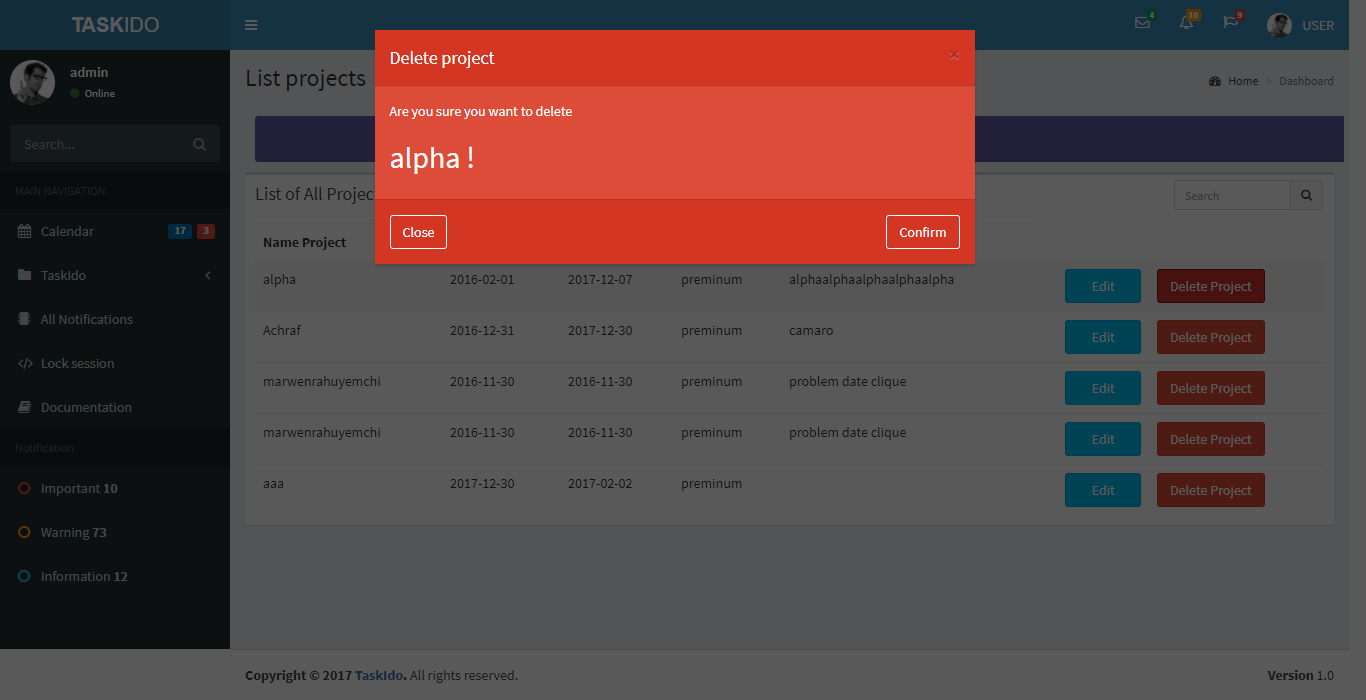 TASKIDO
4
10
9
USER
admin
Online
Search...
MAIN NAVIGATION
Calendar 17 3
TaskIdo
All Notifications
Lock session
Documentation
Notification
Important 10
Warning 73
Information 12
List projects
Home > Dashboard
Delete project ×
Are you sure you want to delete
alpha !
Close Confirm
List of All Projec
Search
Name Project
alpha 2016-02-01 2017-12-07 preminum alphaalphaalphaalphaalpha Edit Delete Project
Achraf 2016-12-31 2017-12-30 preminum camaro Edit Delete Project
marwenrahuyemchi 2016-11-30 2016-11-30 preminum problem date clique Edit Delete Project
marwenrahuyemchi 2016-11-30 2016-11-30 preminum problem date clique Edit Delete Project
aaa 2017-12-30 2017-02-02 preminum Edit Delete Project
Copyright © 2017 TaskIdo. All rights reserved.
Version 1.0